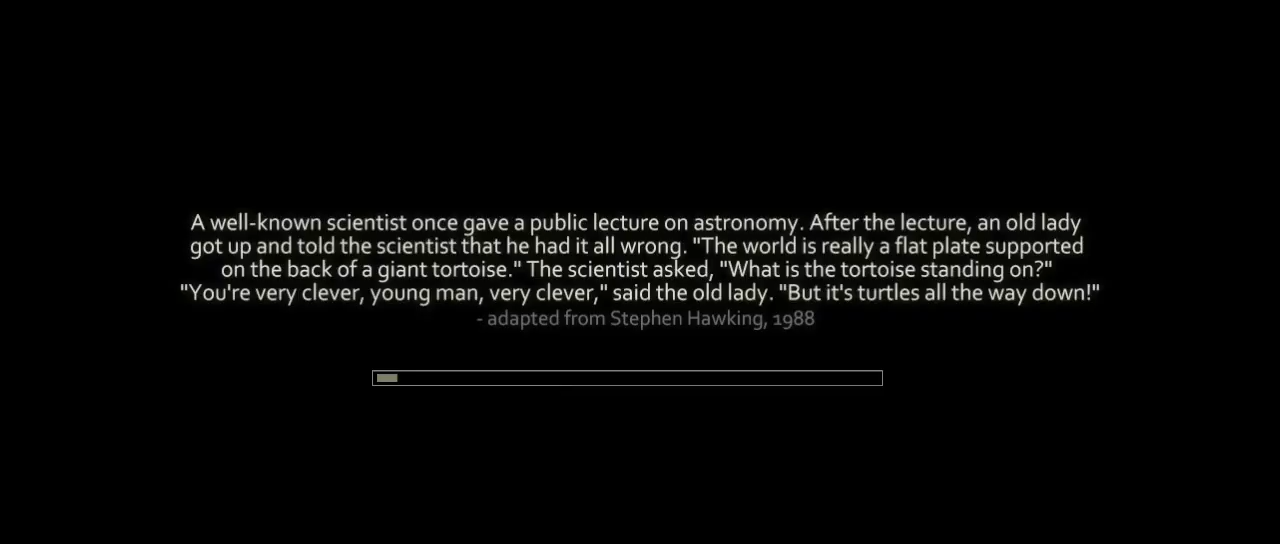 A well-known scientist once gave a public lecture on astronomy. After the lecture, an old lady
got up and told the scientist that he had it all wrong. "The world is really a flat plate supported
on the back of a giant tortoise." The scientist asked, "What is the tortoise standing on?"
"You're very clever, young man, very clever," said the old lady. "But it's turtles all the way down!"
- adapted from Stephen Hawking, 1988